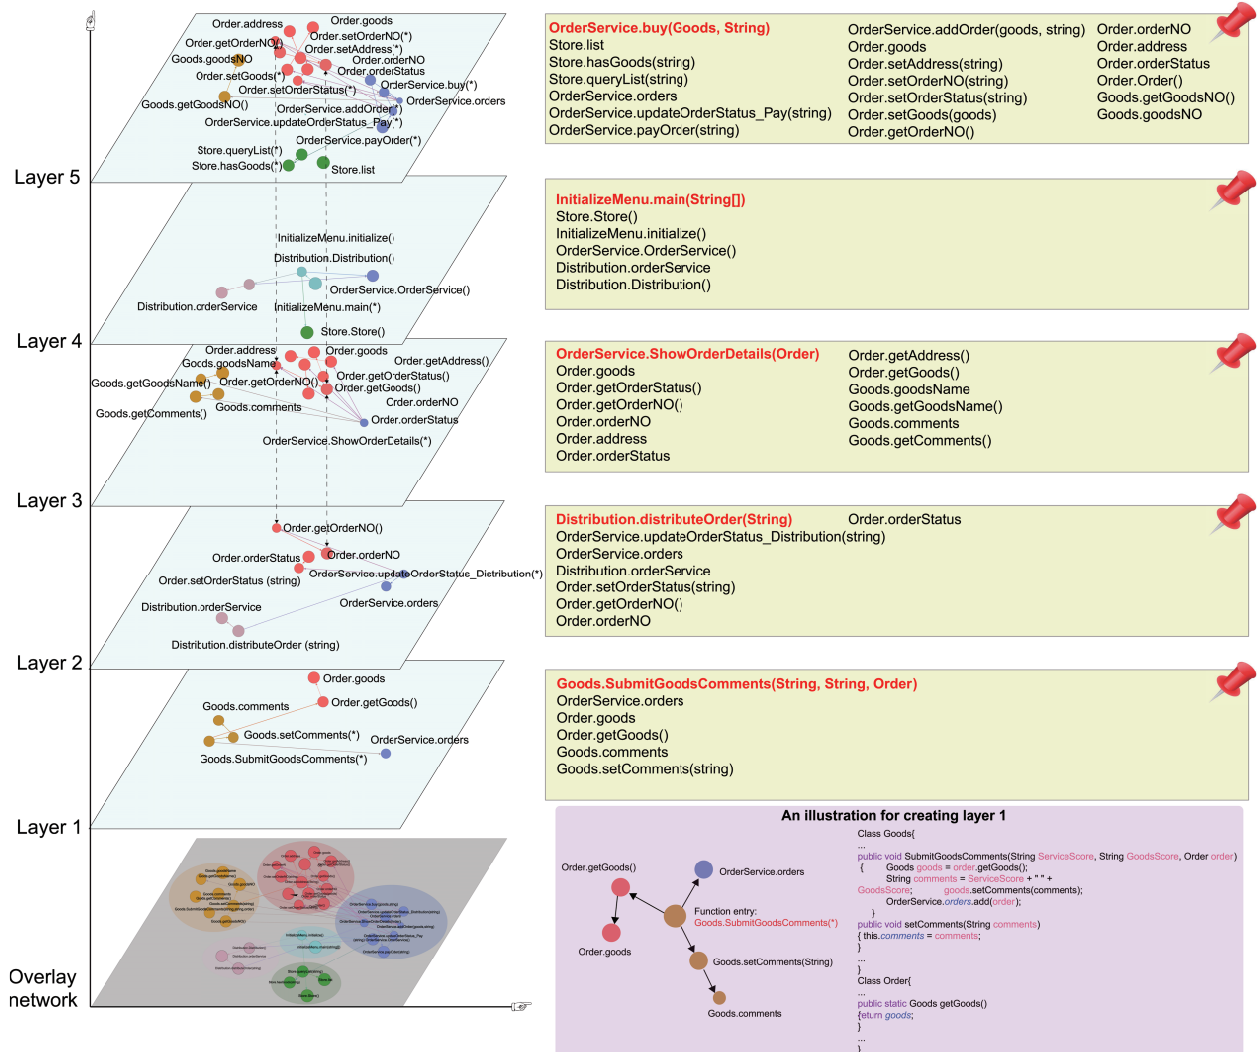 Order.address
Order.goods
Order.setOrderNO(*)
Order.getOrderNO()
Order.setAddress(*)
Goods.goodsNO
Order.orderNO
Order.orderStatus
Order.setGoods(*)
OrderService.buy(*)
Order.setOrderStatus(*)
OrderService.orders
Goods.getGoodsNO()
OrderService.addOrder(*)
OrderService.updateOrderStatus_Pay(*)
OrderService.payOrder(*)
Store.queryList(*)
Store.hasGoods(*)
Store.list
Layer 5
OrderService.buy(Goods, String)
Store.list
Store.hasGoods(string)
Store.queryList(string)
OrderService.orders
OrderService.updateOrderStatus_Pay(string)
OrderService.payOrder(string)
OrderService.addOrder(goods, string)
Order.goods
Order.setAddress(string)
Order.setOrderNO(string)
Order.setOrderStatus(string)
Order.setGoods(goods)
Order.getOrderNO()
Order.orderNO
Order.address
Order.orderStatus
Order.Order()
Goods.getGoodsNO()
Goods.goodsNO
InitializeMenu.initialize()
Distribution.Distribution()
OrderService.OrderService()
Distribution.orderService
InitializeMenu.main(*)
Store.Store()
Layer 4
InitializeMenu.main(String[])
Store.Store()
InitializeMenu.initialize()
OrderService.OrderService()
Distribution.orderService
Distribution.Distribution()
Order.address
Order.goods
Goods.goodsName
Order.getAddress()
Goods.getGoodsName()
Order.getOrderNO()
Order.getOrderStatus()
Order.getGoods()
Goods.comments
Order.orderNO
Goods.getComments()
Order.orderStatus
OrderService.ShowOrderDetails(*)
Layer 3
OrderService.ShowOrderDetails(Order)
Order.goods
Order.getOrderStatus()
Order.getOrderNO()
Order.orderNO
Order.address
Order.orderStatus
Order.getAddress()
Order.getGoods()
Goods.goodsName
Goods.getGoodsName()
Goods.comments
Goods.getComments()
Order.getOrderNO()
Order.orderStatus
Order.orderNO
Order.setOrderStatus (string)
OrderService.updateOrderStatus_Distribution(*)
OrderService.orders
Distribution.orderService
Distribution.distributeOrder (string)
Layer 2
Distribution.distributeOrder(String)
OrderService.updateOrderStatus_Distribution(string)
OrderService.orders
Distribution.orderService
Order.setOrderStatus(string)
Order.getOrderNO()
Order.orderNO
Order.orderStatus
Order.goods
Order.getGoods()
Goods.comments
Goods.setComments(*)
OrderService.orders
Goods.SubmitGoodsComments(*)
Layer 1
Goods.SubmitGoodsComments(String, String, Order)
OrderService.orders
Order.goods
Order.getGoods()
Goods.comments
Goods.setComments(string)
Overlay
network
An illustration for creating layer 1
Order.getGoods()
OrderService.orders
Function entry:
Goods.SubmitGoodsComments(*)
Order.goods
Goods.setComments(String)
Goods.comments
Class Goods{
...
public void SubmitGoodsComments(String ServiceScore, String GoodsScore, Order order)
{ Goods goods = order.getGoods();
String comments = ServiceScore + " " +
GoodsScore; goods.setComments(comments);
OrderService.orders.add(order);
}
public void setComments(String comments)
{ this.comments = comments;
}
...
}
Class Order{
...
public static Goods getGoods()
{eturn goods;
}
...
}